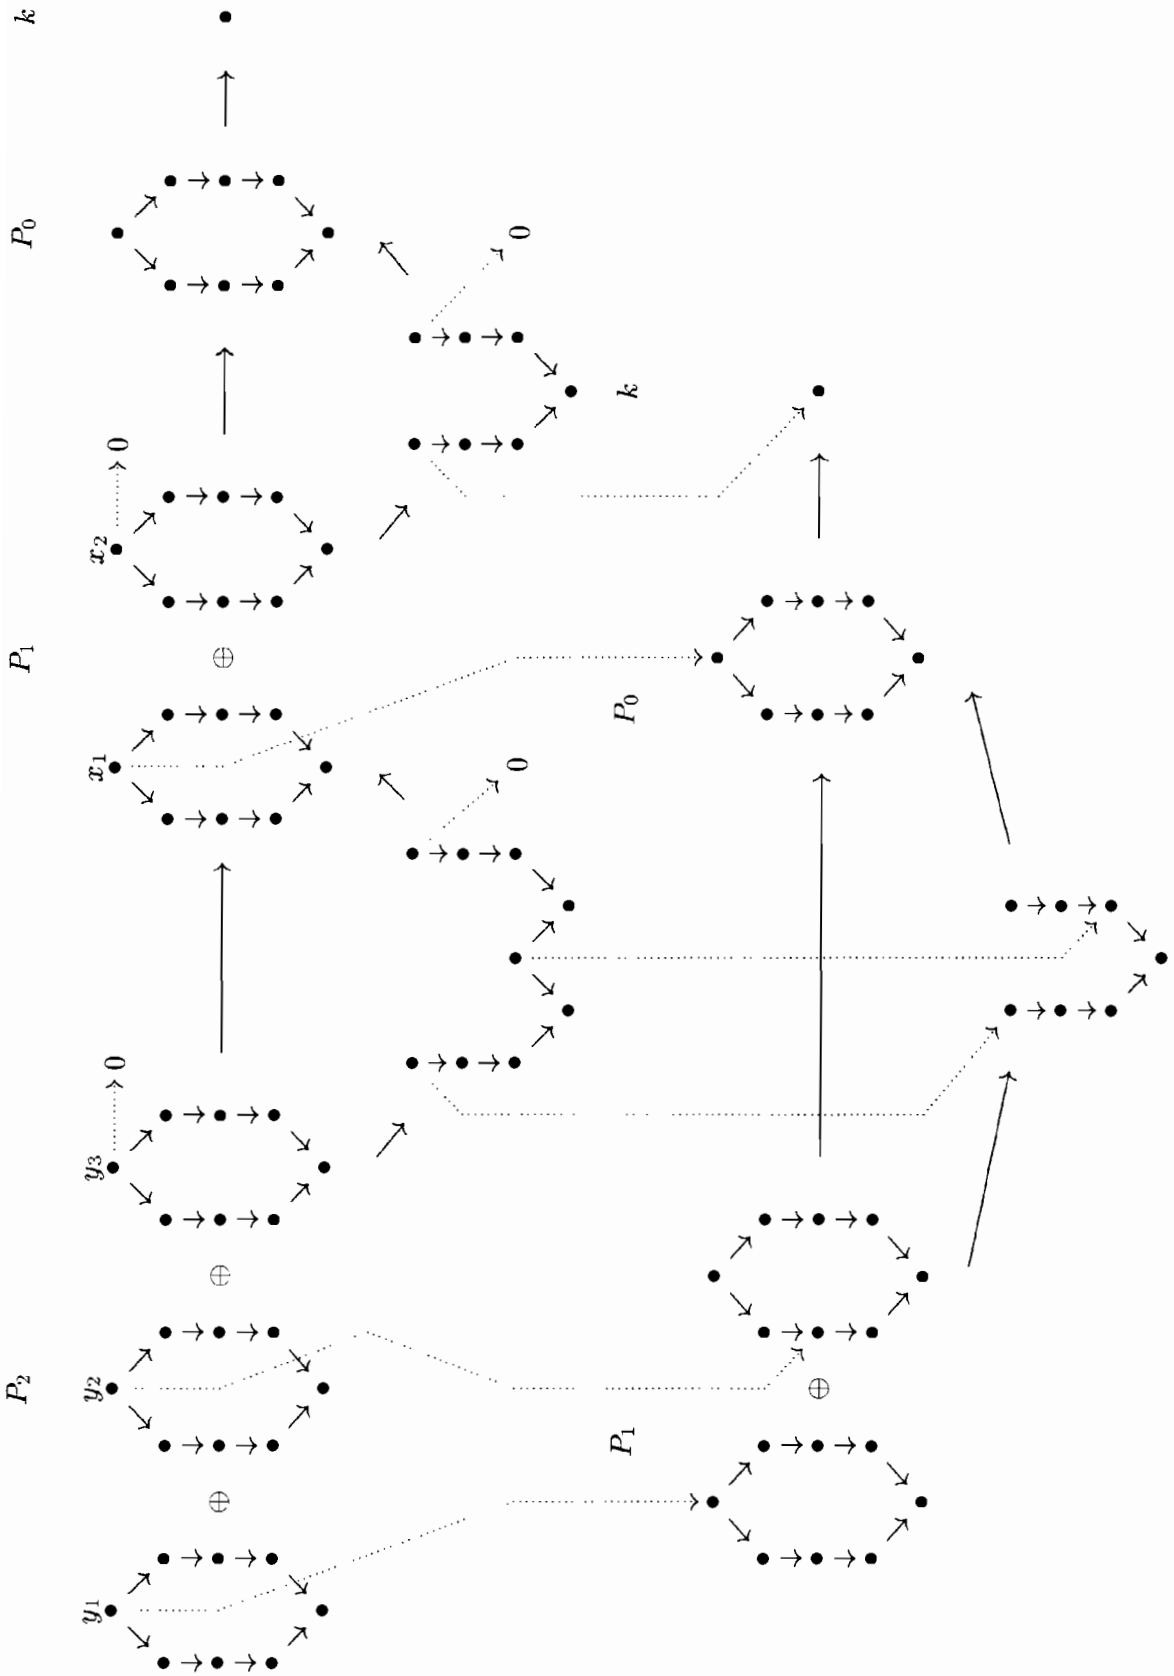 P₂ P₁ P₀ k
y₁ y₂ y₃ 0 x₁ x₂ 0
⊕ ⊕ ⊕
0 0
P₁ P₀ k
⊕